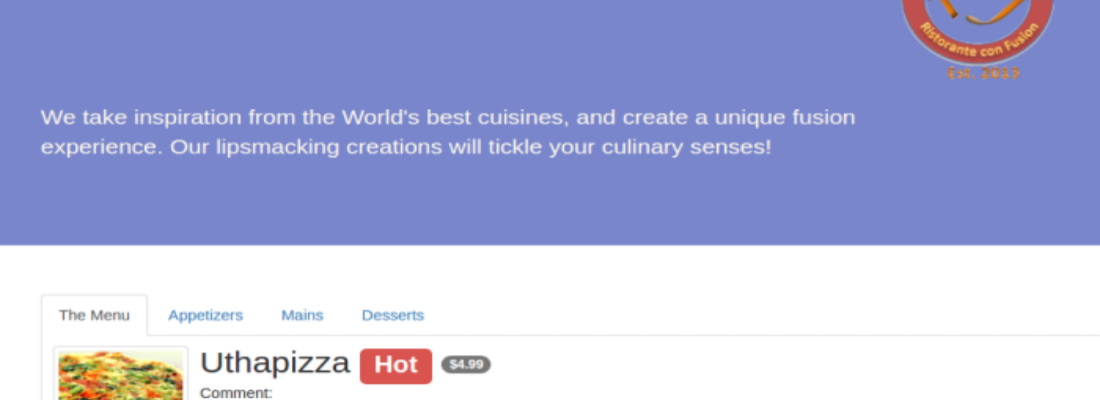 Ristorante con Fusion
Est. 2013
We take inspiration from the World's best cuisines, and create a unique fusion
experience. Our lipsmacking creations will tickle your culinary senses!
The Menu Appetizers Mains Desserts
Uthapizza Hot $4.99
Comment: